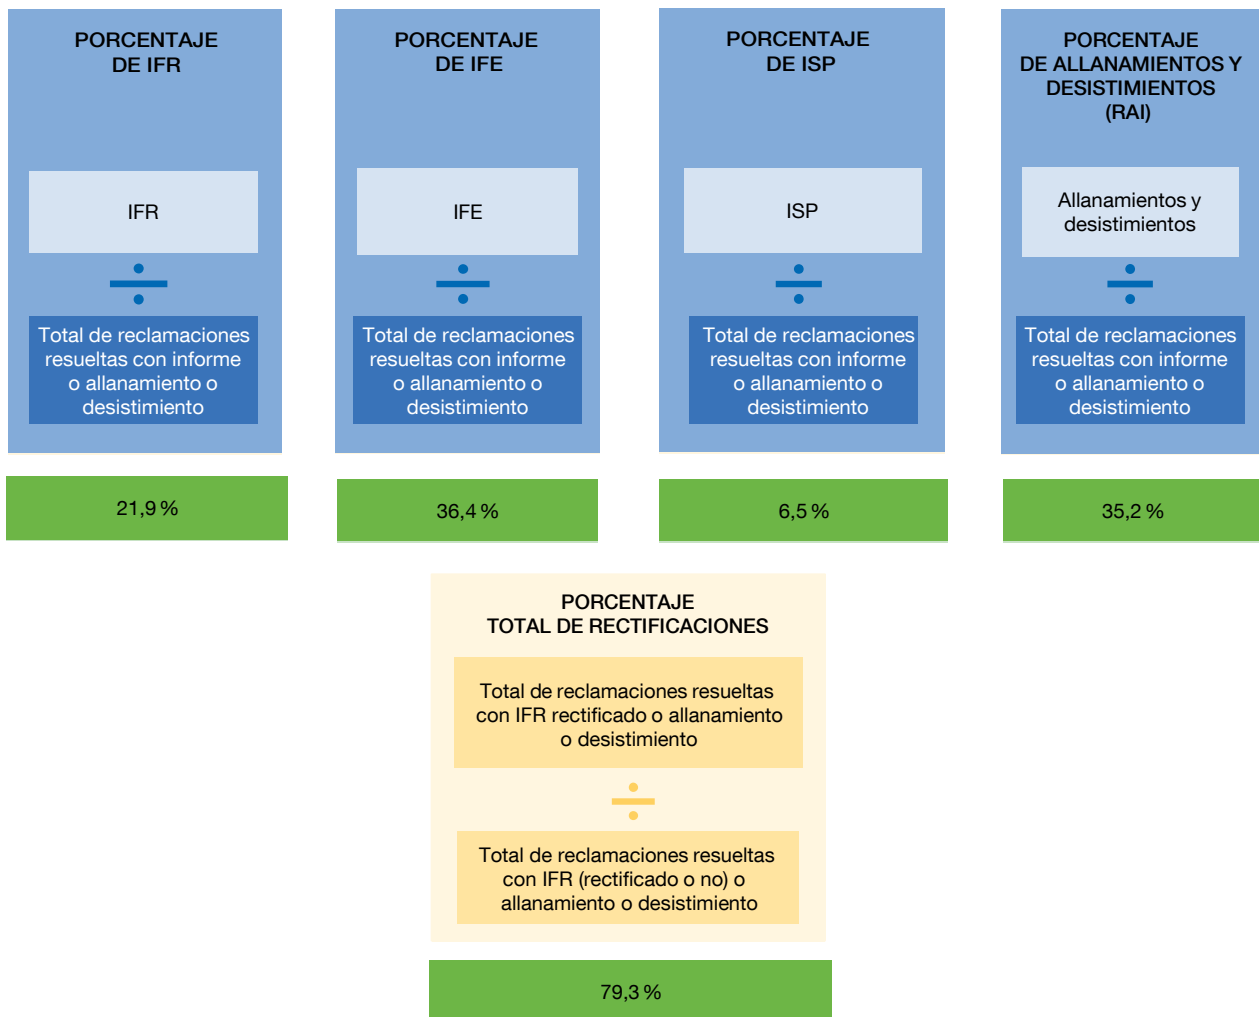 PORCENTAJE
DE IFR
IFR
÷
Total de reclamaciones
resueltas con informe
o allanamiento o
desistimiento
21,9 %
PORCENTAJE
DE IFE
IFE
÷
Total de reclamaciones
resueltas con informe
o allanamiento o
desistimiento
36,4 %
PORCENTAJE
DE ISP
ISP
÷
Total de reclamaciones
resueltas con informe
o allanamiento o
desistimiento
6,5 %
PORCENTAJE
DE ALLANAMIENTOS Y
DESISTIMIENTOS
(RAI)
Allanamientos y
desistimientos
÷
Total de reclamaciones
resueltas con informe
o allanamiento o
desistimiento
35,2 %
PORCENTAJE
TOTAL DE RECTIFICACIONES
Total de reclamaciones resueltas
con IFR rectificado o allanamiento
o desistimiento
÷
Total de reclamaciones resueltas
con IFR (rectificado o no) o
allanamiento o desistimiento
79,3 %